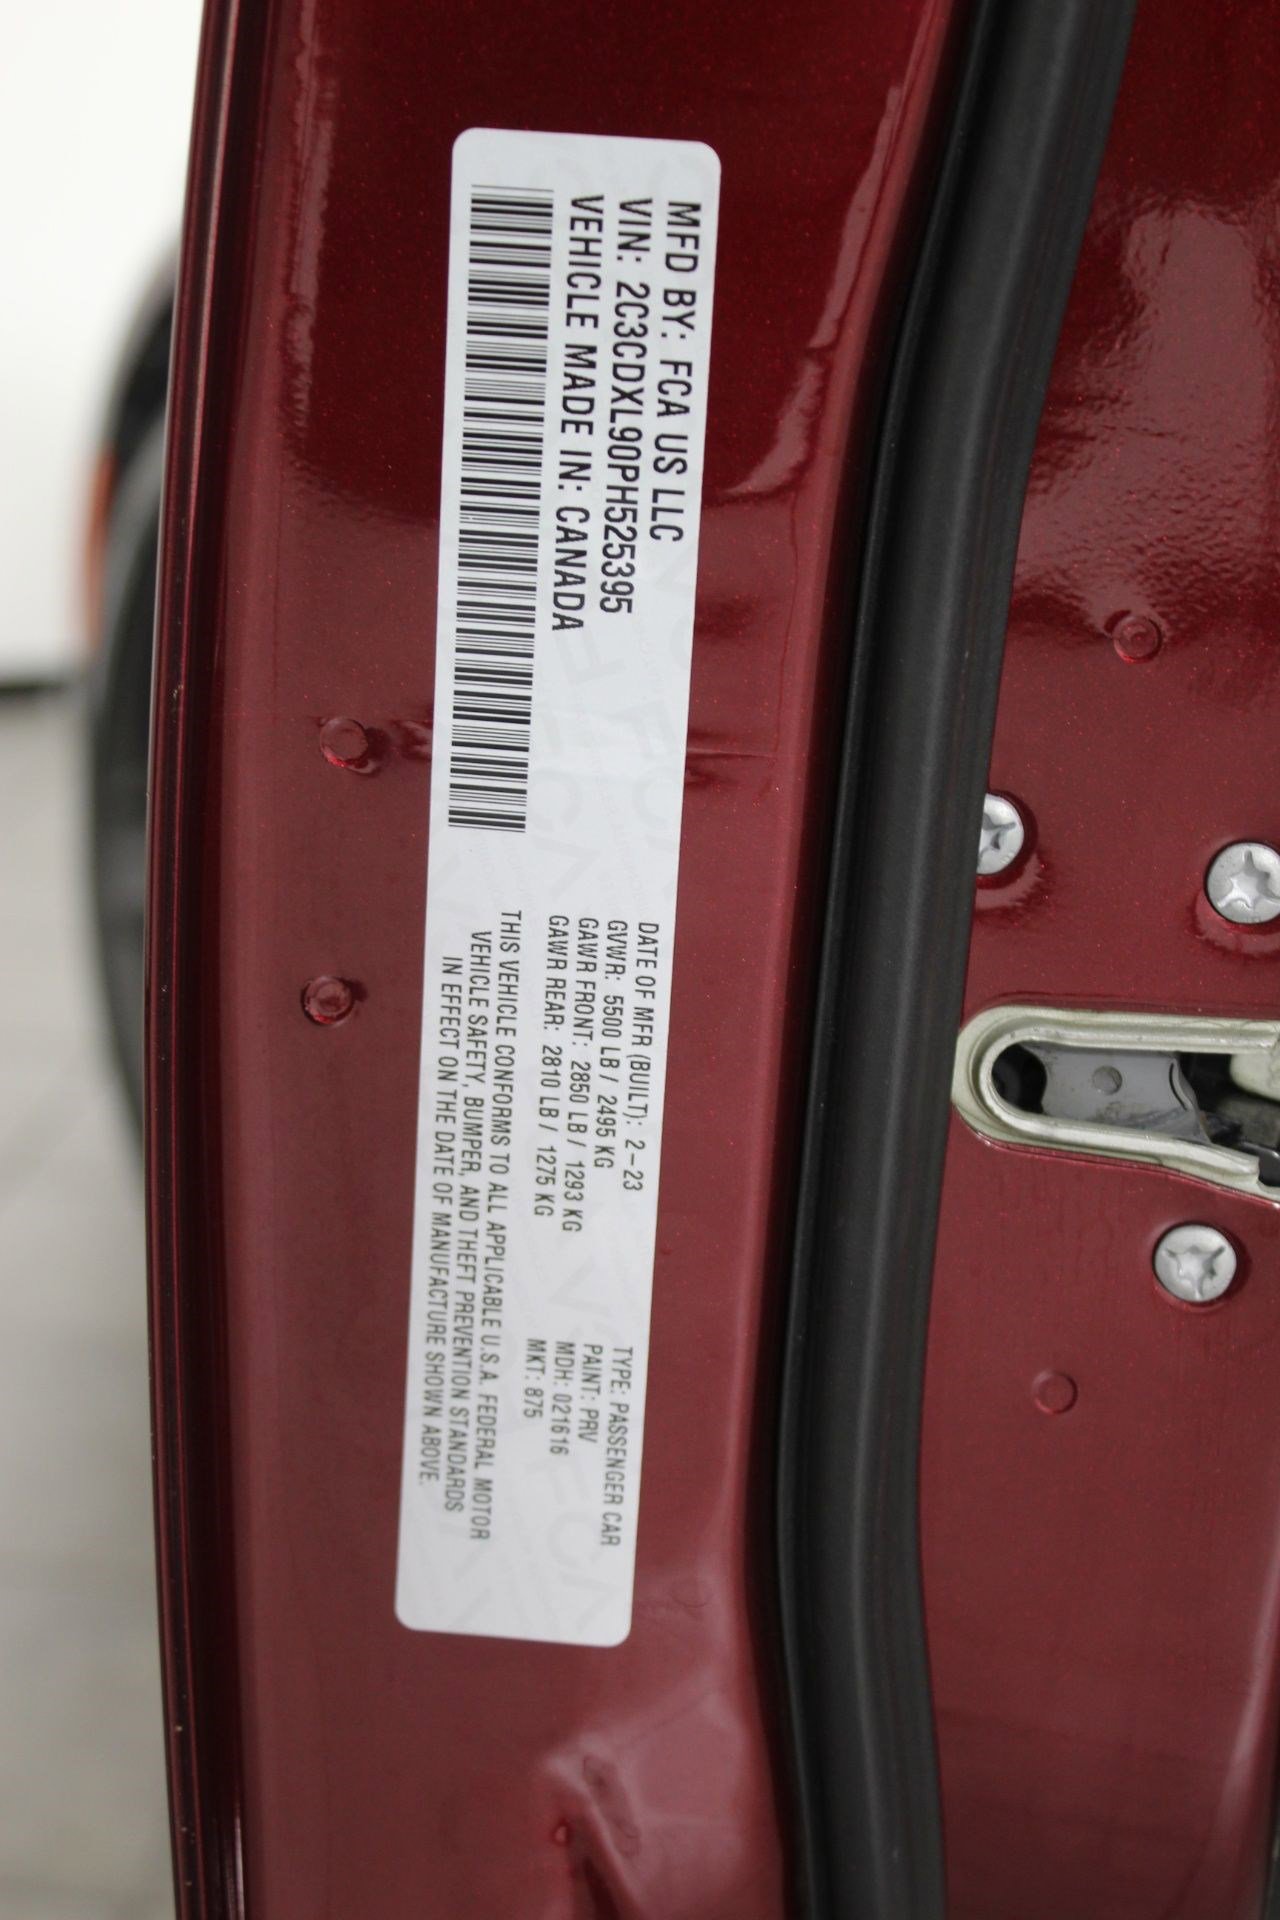 MFD BY: FCA US LLC
VIN: 2C3CDXL90PH525395
VEHICLE MADE IN: CANADA
DATE OF MFR (BUILT): 2-23
GVWR: 5500 LB / 2495 KG
GAWR FRONT: 2850 LB / 1293 KG
GAWR REAR: 2810 LB / 1275 KG
TYPE: PASSENGER CAR
PAINT: PRV
MDH: 021616
MKT: 875
THIS VEHICLE CONFORMS TO ALL APPLICABLE U.S.A. FEDERAL MOTOR
VEHICLE SAFETY, BUMPER, AND THEFT PREVENTION STANDARDS
IN EFFECT ON THE DATE OF MANUFACTURE SHOWN ABOVE.